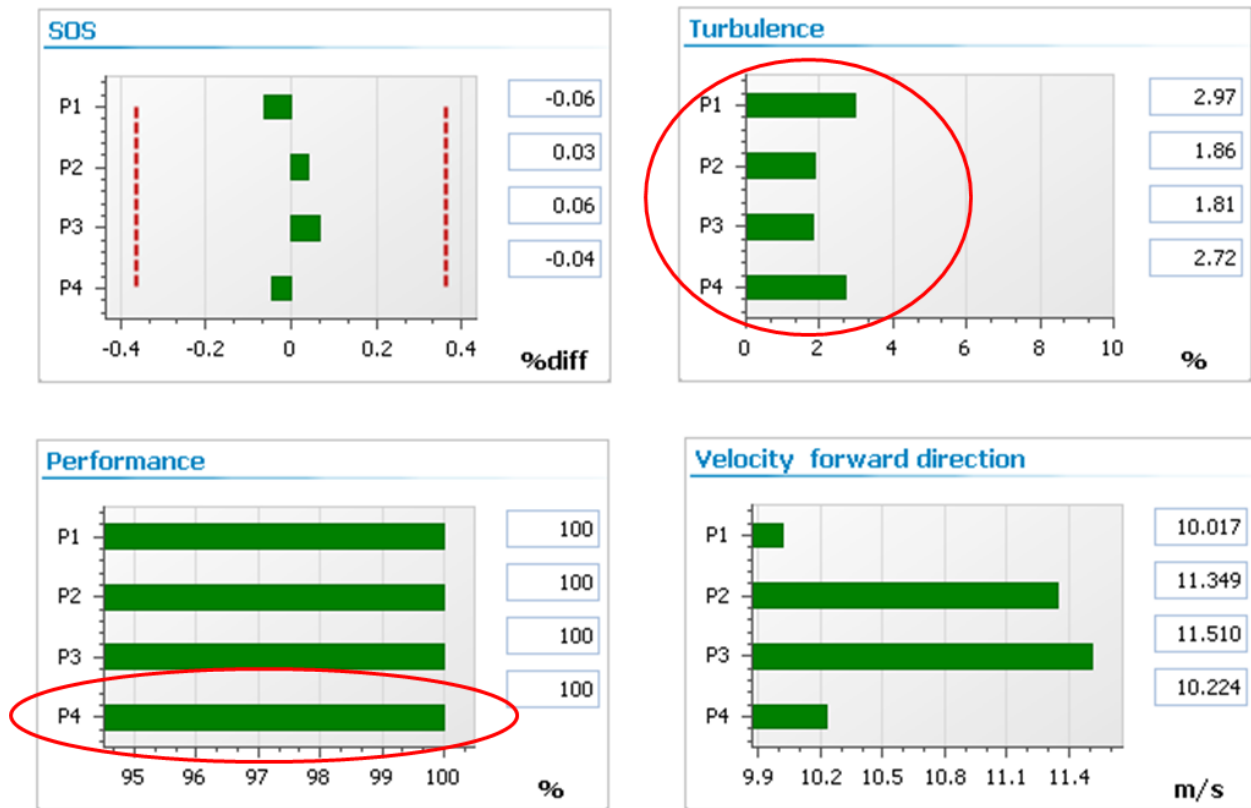 SOS
P1
-0.06
P2
0.03
P3
0.06
P4
-0.04
-0.4 -0.2 0 0.2 0.4
%diff
Turbulence
P1
2.97
P2
1.86
P3
1.81
P4
2.72
0 2 4 6 8 10
%
Performance
P1
100
P2
100
P3
100
P4
100
95 96 97 98 99 100
%
Velocity forward direction
P1
10.017
P2
11.349
P3
11.510
P4
10.224
9.9 10.2 10.5 10.8 11.1 11.4
m/s